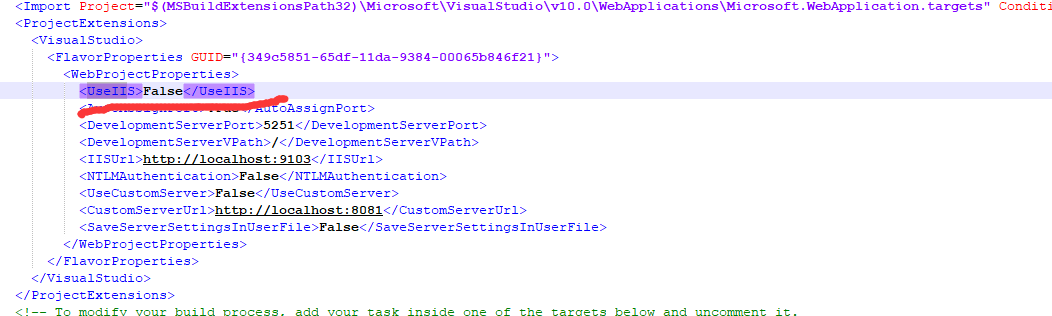 <Import Project="$(MSBuildExtensionsPath32)\Microsoft\VisualStudio\v10.0\WebApplications\Microsoft.WebApplication.targets" Conditi
<ProjectExtensions>
<VisualStudio>
<FlavorProperties GUID="{349c5851-65df-11da-9384-00065b846f21}">
<WebProjectProperties>
<UseIIS>False</UseIIS>
</AutoAssignPort>
<DevelopmentServerPort>5251</DevelopmentServerPort>
<DevelopmentServerVPath>/</DevelopmentServerVPath>
<IISUrl>http://localhost:9103</IISUrl>
<NTLMAuthentication>False</NTLMAuthentication>
<UseCustomServer>False</UseCustomServer>
<CustomServerUrl>http://localhost:8081</CustomServerUrl>
<SaveServerSettingsInUserFile>False</SaveServerSettingsInUserFile>
</WebProjectProperties>
</FlavorProperties>
</VisualStudio>
</ProjectExtensions>
<!-- To modify your build process, add your task inside one of the targets below and uncomment it.